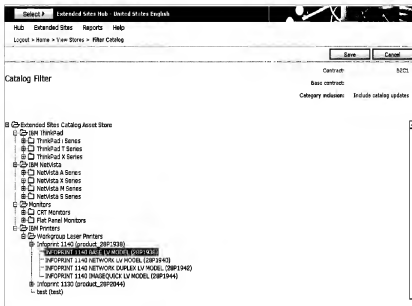 Select Extended Sites Hub - United States English
Hub Extended Sites Reports Help
Logout > Home > View Stores > Filter Catalog
Save Cancel
Catalog Filter
Contract: 5201
Base contract:
Category inclusion: Include catalog updates
Extended Sites Catalog Asset Store
IBM ThinkPad
ThinkPad i Series
ThinkPad T Series
ThinkPad X Series
IBM NetVista
NetVista A Series
NetVista X Series
NetVista M Series
NetVista S Series
Monitors
CRT Monitors
Flat Panel Monitors
IBM Printers
Workgroup Laser Printers
Infoprint 1140 (product_28P1938)
INFOPRINT 1140 BASE LV MODEL (28P1938)
INFOPRINT 1140 NETWORK LV MODEL (28P1940)
INFOPRINT 1140 NETWORK DUPLEX LV MODEL (28P1942)
INFOPRINT 1140 IMAGEQUICK LV MODEL (28P1944)
Infoprint 1130 (product_28P2044)
test (test)